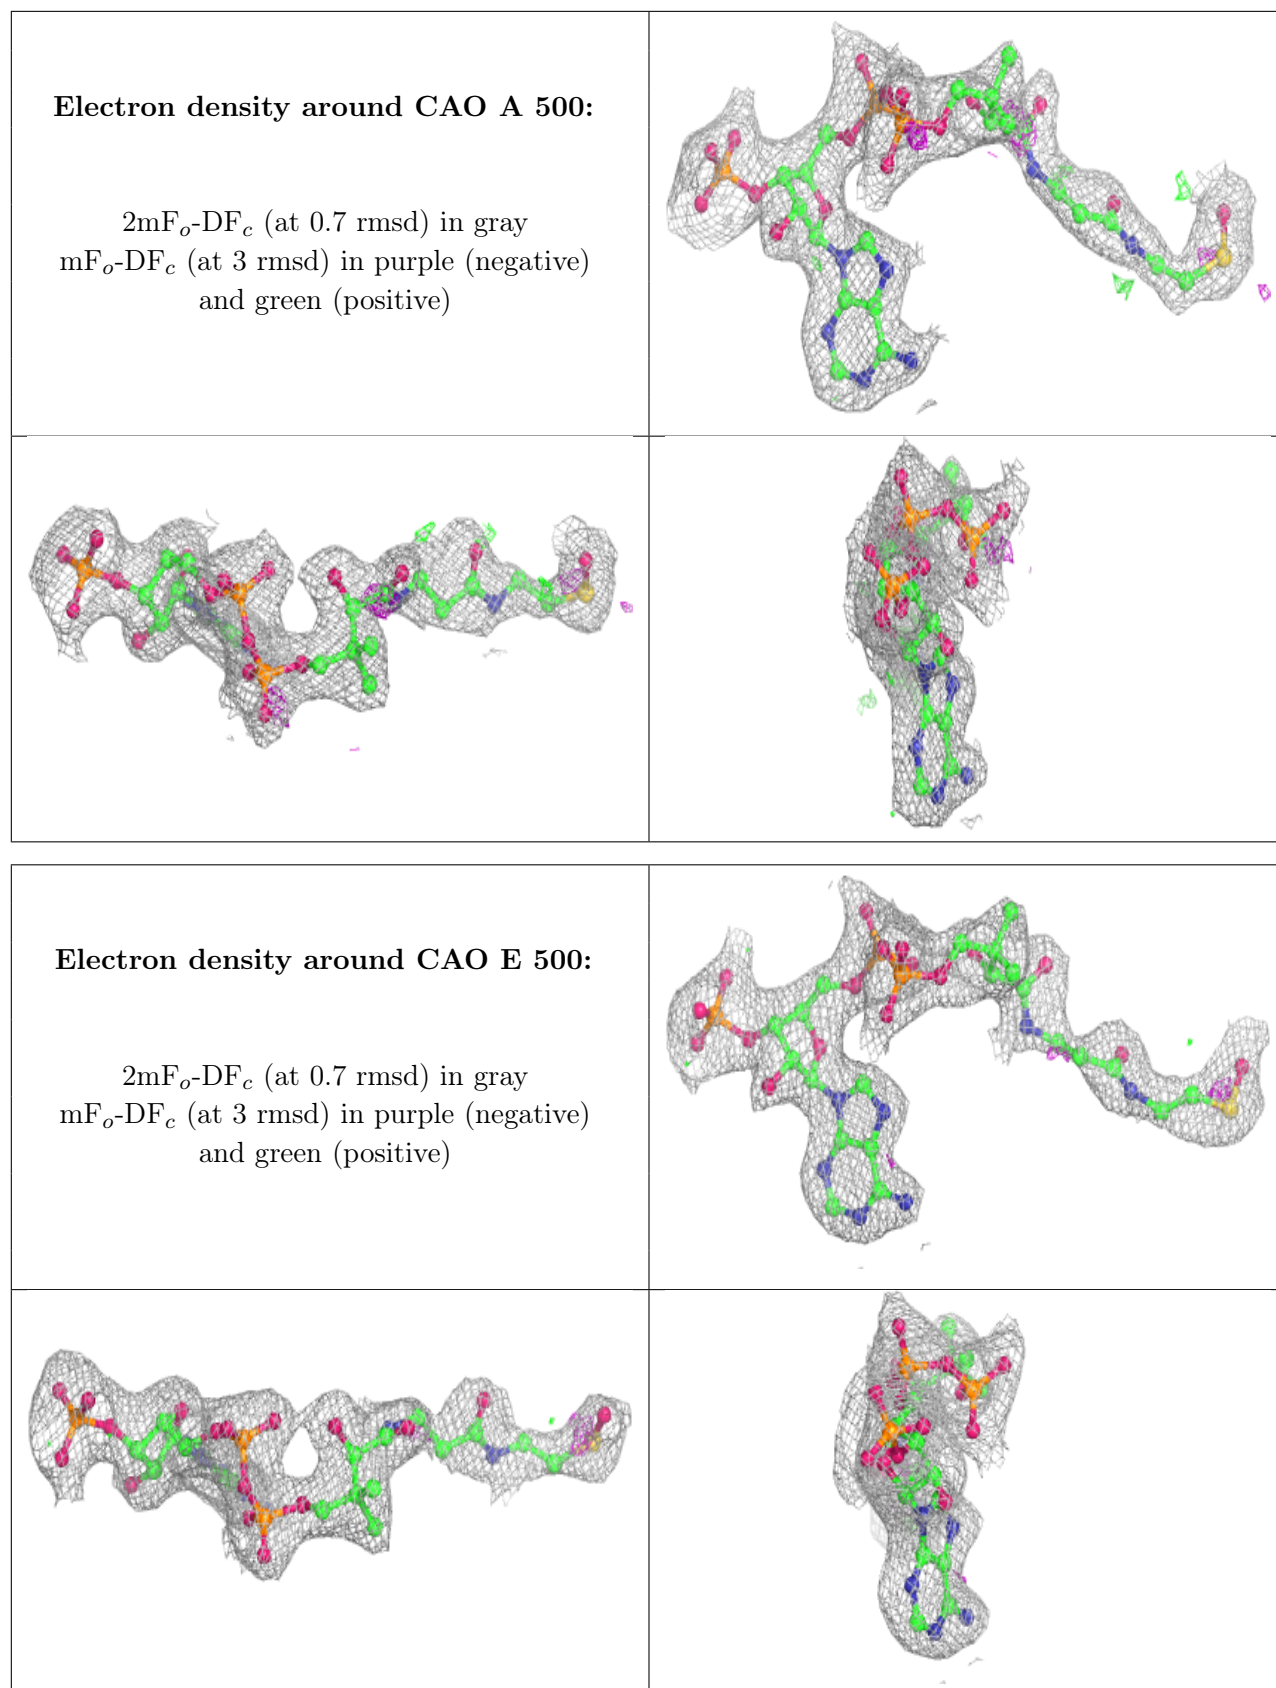 Electron density around CAO A 500:
2mFₒ-DF𝒸 (at 0.7 rmsd) in gray
mFₒ-DF𝒸 (at 3 rmsd) in purple (negative)
and green (positive)
Electron density around CAO E 500:
2mFₒ-DF𝒸 (at 0.7 rmsd) in gray
mFₒ-DF𝒸 (at 3 rmsd) in purple (negative)
and green (positive)